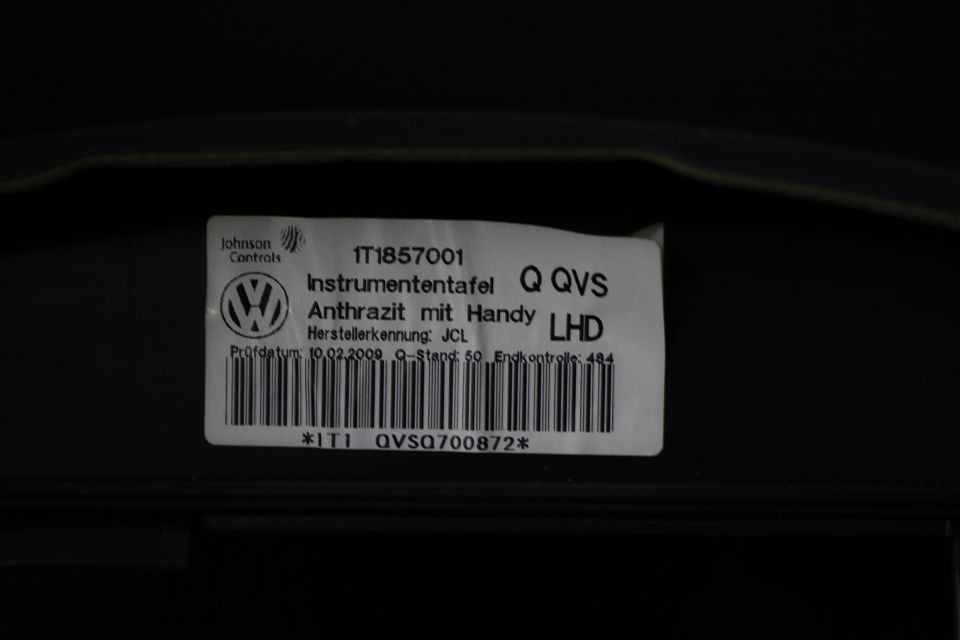 Johnson
Controls
1T1857001
Instrumententafel Q QVS
Anthrazit mit Handy LHD
Herstellerkennung: JCL
Prüfdatum: 10.02.2009 Q-Stand: 50 Endkontrolle: 484
*1T1 QVSQ700872*